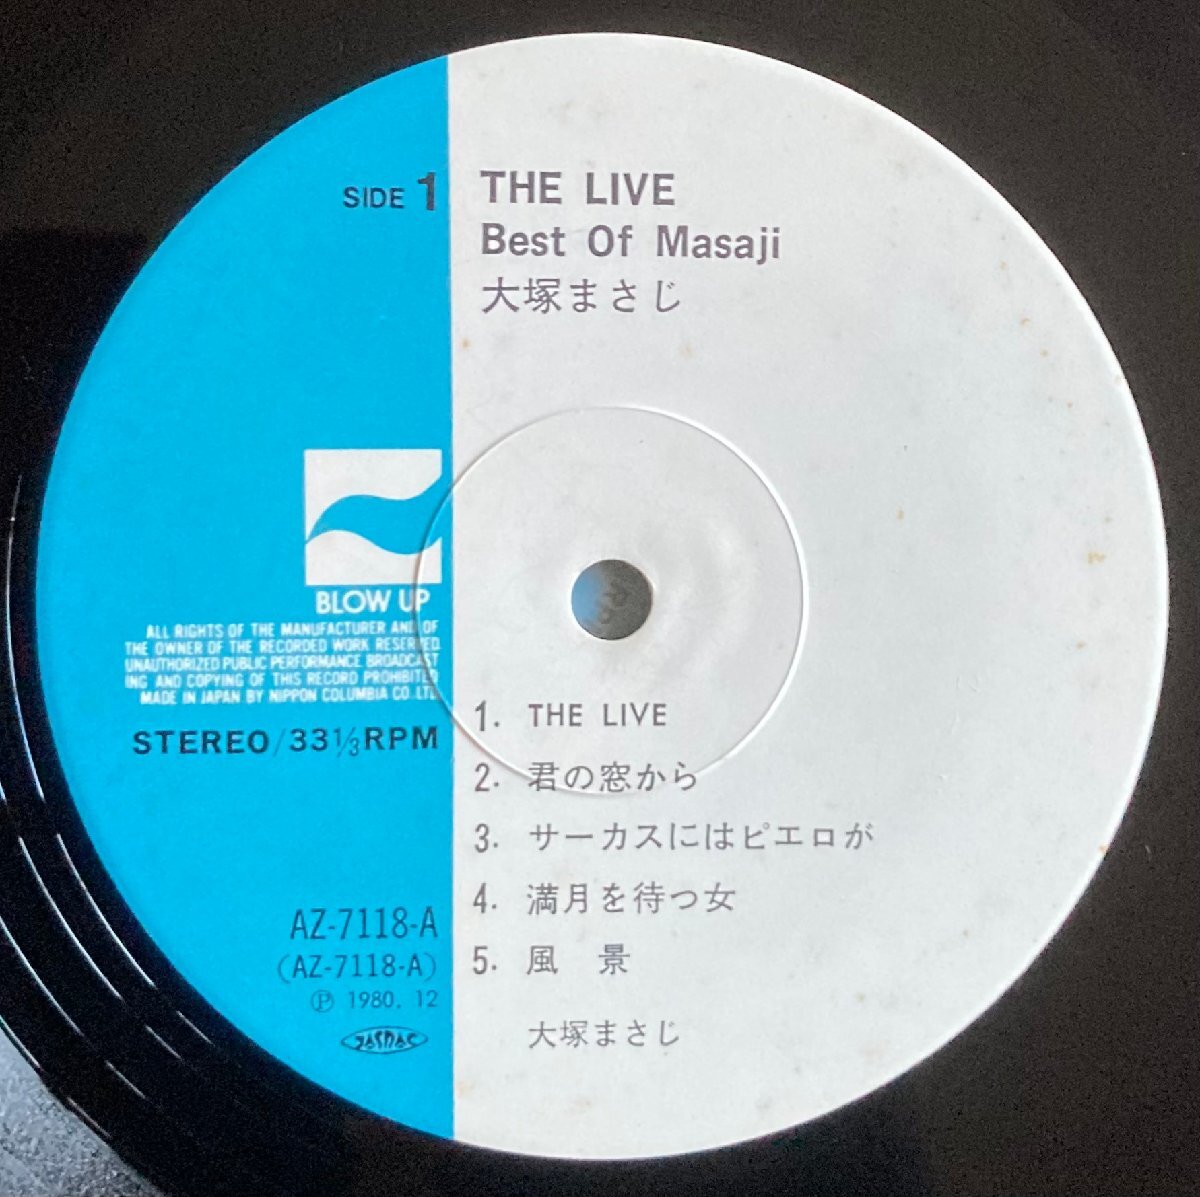 SIDE 1
THE LIVE
Best Of Masaji
大塚まさじ
BLOW UP
ALL RIGHTS OF THE MANUFACTURER AND OF
THE OWNER OF THE RECORDED WORK RESERVED
UNAUTHORIZED PUBLIC PERFORMANCE BROADCAST
ING AND COPYING OF THIS RECORD PROHIBITED
MADE IN JAPAN BY NIPPON COLUMBIA CO. LTD.
STEREO/33 1/3 RPM
AZ-7118-A
(AZ-7118-A)
Ⓟ 1980. 12
JASRAC
1. THE LIVE
2. 君の窓から
3. サーカスにはピエロが
4. 満月を待つ女
5. 風 景
大塚まさじ